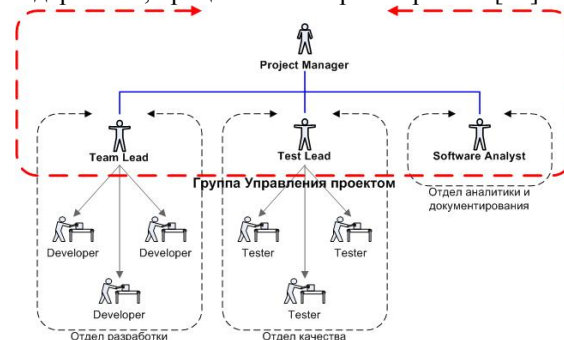 Project Manager
Team Lead
Test Lead
Software Analyst
Группа Управления проектом
Отдел аналитики и
документирования
Developer
Developer
Tester
Tester
Developer
Tester
Отдел разработки
Отдел качества